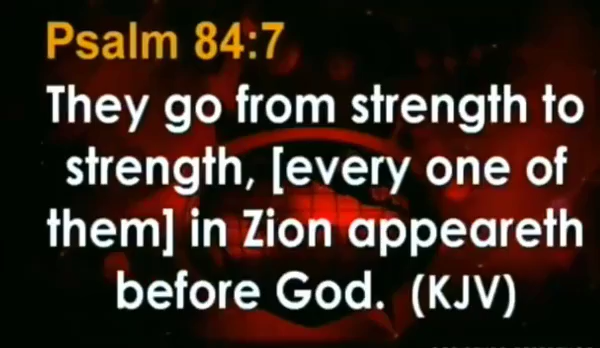 Psalm 84:7
They go from strength to
strength, [every one of
them] in Zion appeareth
before God. (KJV)